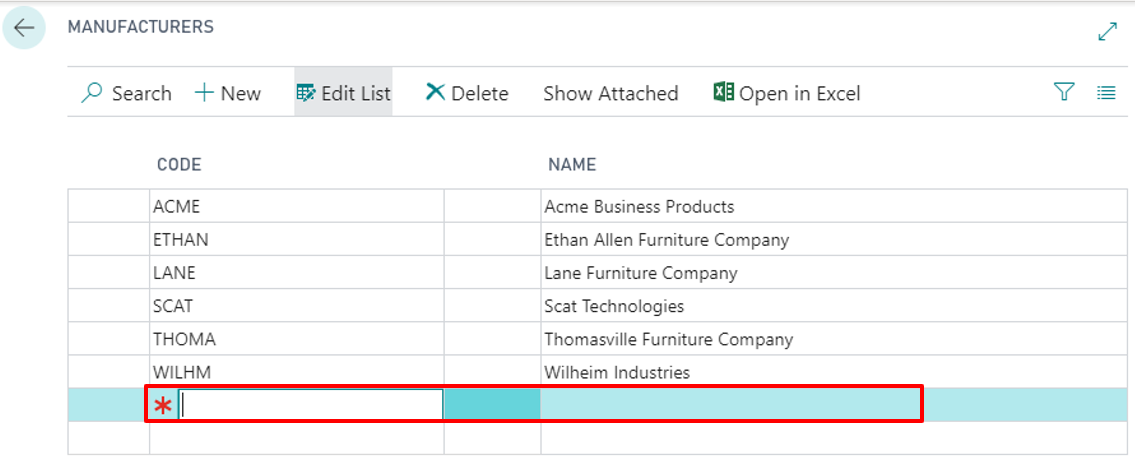 MANUFACTURERS
Search New Edit List Delete Show Attached Open in Excel
CODE NAME
ACME Acme Business Products
ETHAN Ethan Allen Furniture Company
LANE Lane Furniture Company
SCAT Scat Technologies
THOMA Thomasville Furniture Company
WILHM Wilheim Industries
*